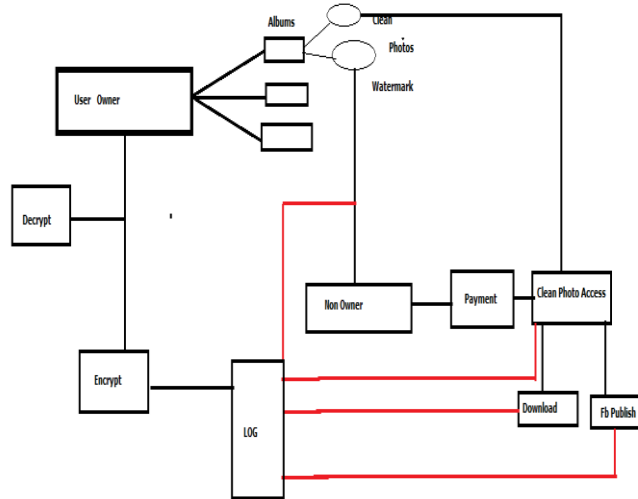 Albums
Clean
Photos
User Owner
Watermark
Decrypt
Non Owner
Payment
Clean Photo Access
Encrypt
LOG
Download
Fb Publish